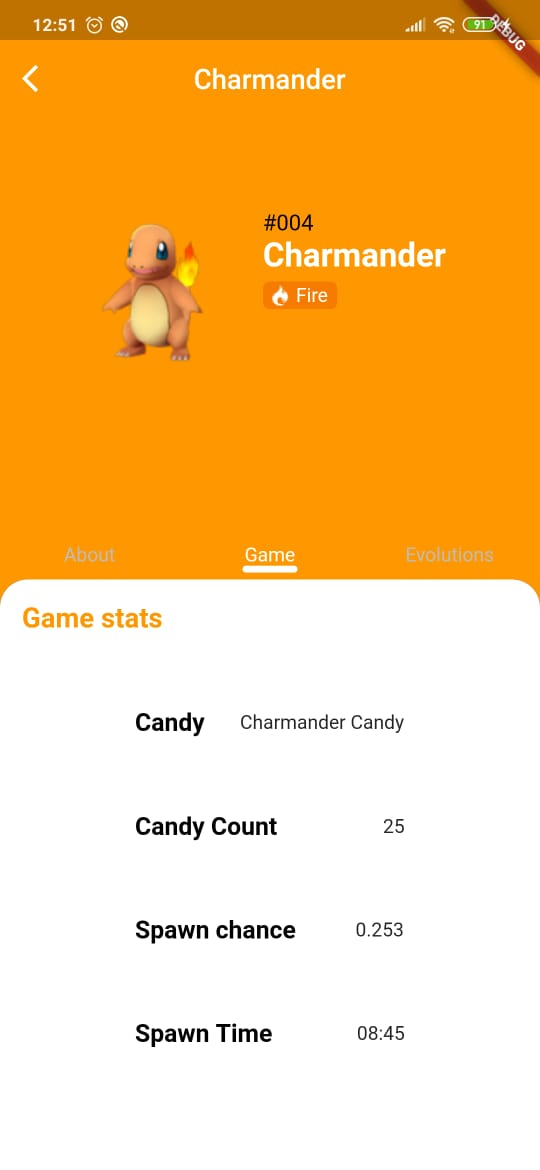 12:51
91
DEBUG
Charmander
#004
Charmander
Fire
About Game Evolutions
Game stats
Candy Charmander Candy
Candy Count 25
Spawn chance 0.253
Spawn Time 08:45